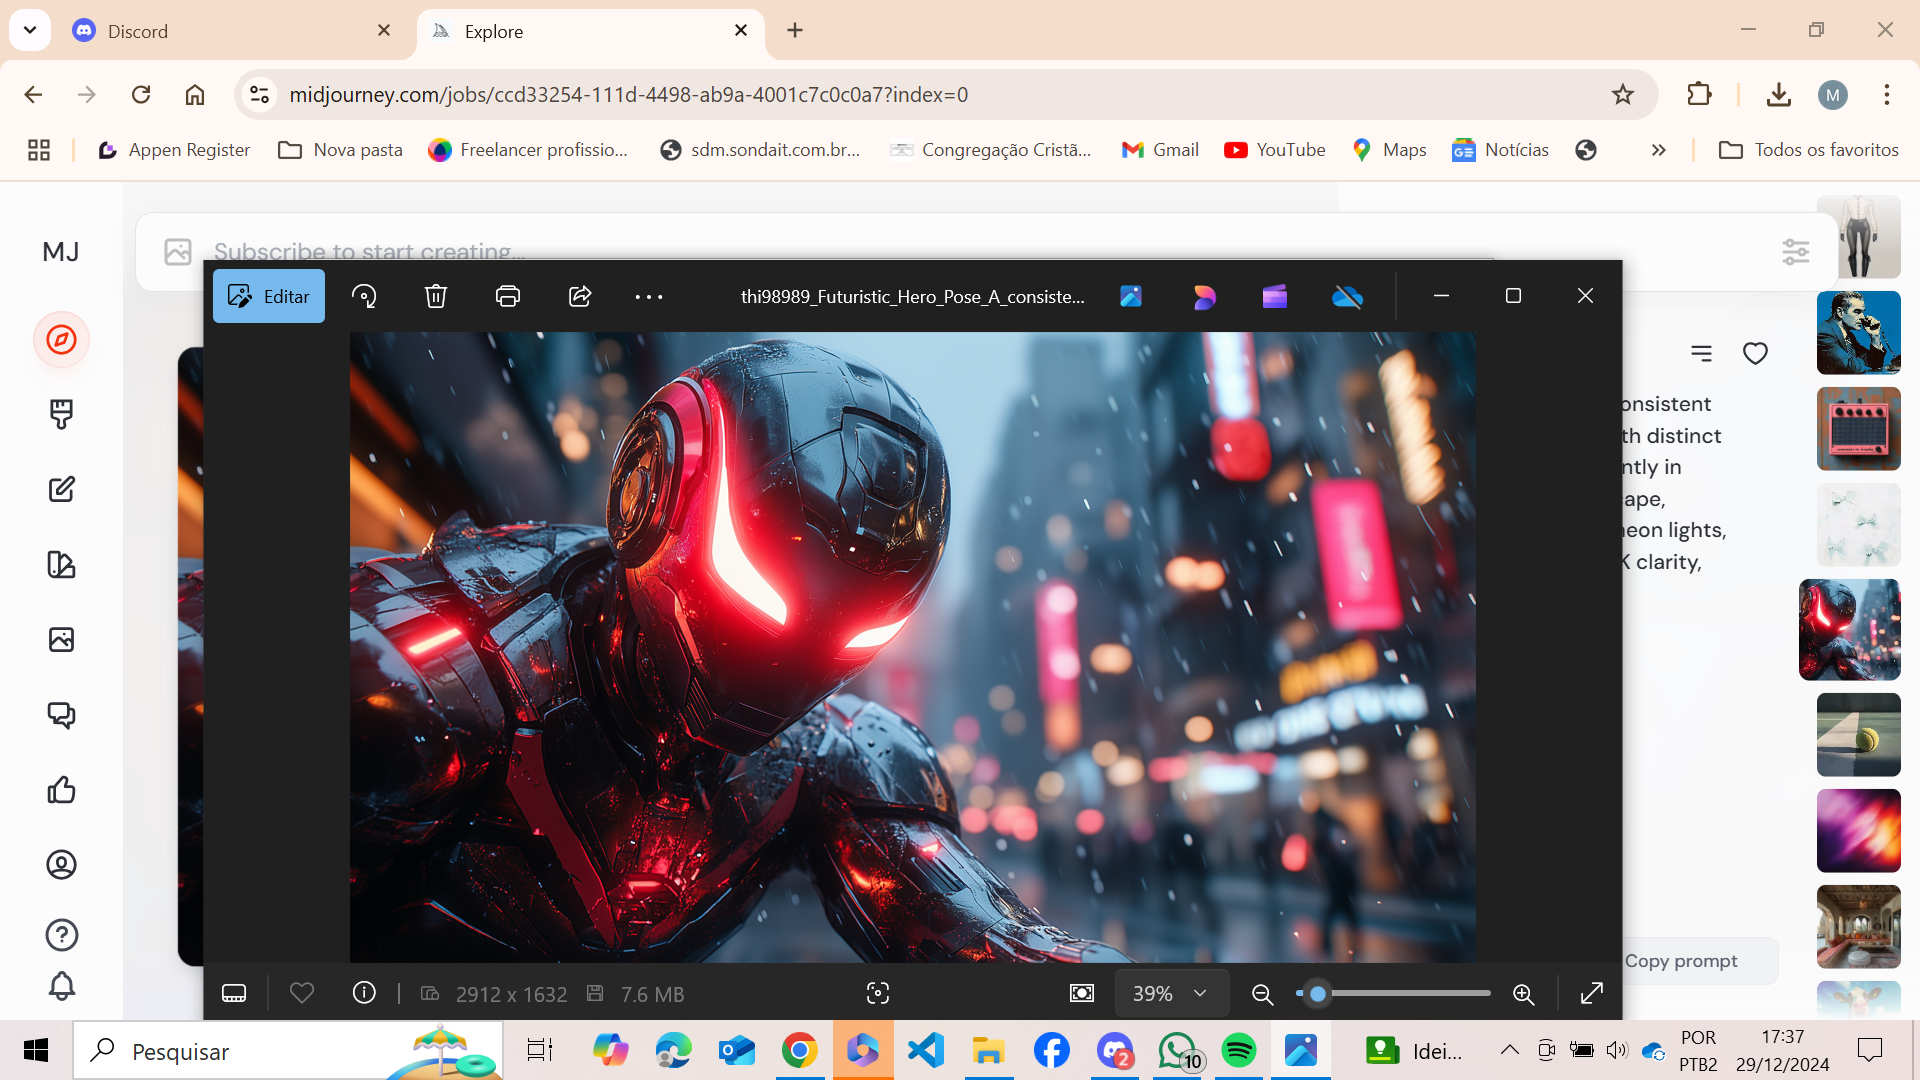 Discord
Explore
midjourney.com/jobs/ccd33254-111d-4498-ab9a-4001c7c0c0a7?index=0
M
Appen Register
Nova pasta
Freelancer profissio...
sdm.sondait.com.br...
Congregação Cristã...
Gmail
YouTube
Maps
Notícias
Todos os favoritos
MJ
Subscribe to start creating...
Editar
thi98989_Futuristic_Hero_Pose_A_consiste...
onsistent
th distinct
ntly in
ape,
neon lights,
K clarity,
Copy prompt
2912 x 1632
7.6 MB
39%
Pesquisar
2
10
Idei...
POR
PTB2
17:37
29/12/2024